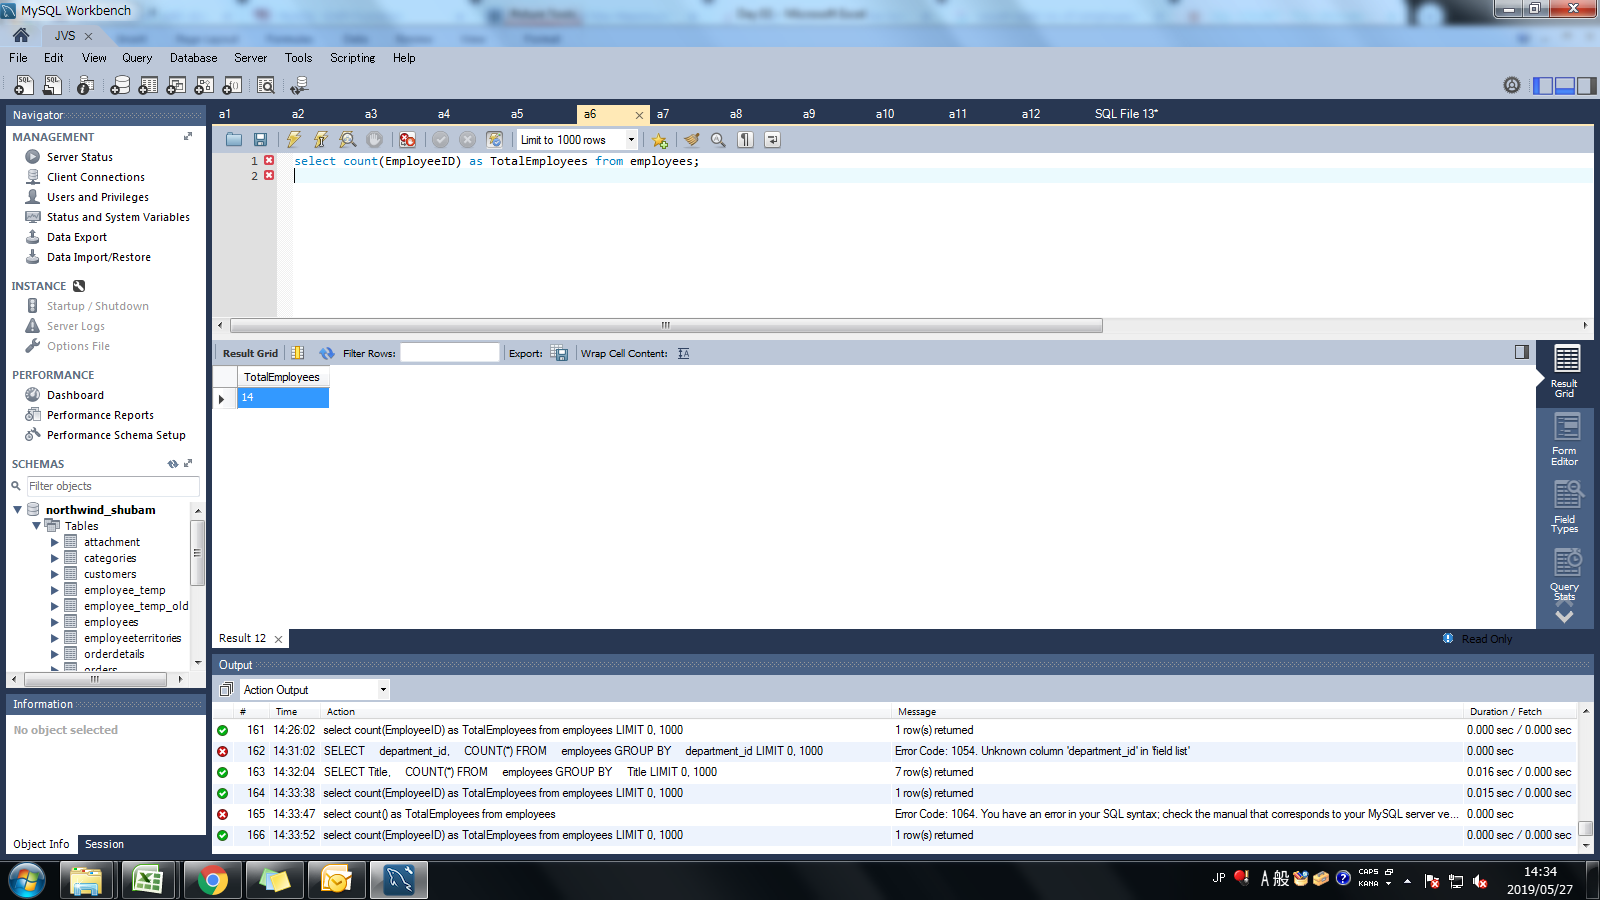 MySQL Workbench
JVS
File Edit View Query Database Server Tools Scripting Help
Navigator
MANAGEMENT
Server Status
Client Connections
Users and Privileges
Status and System Variables
Data Export
Data Import/Restore
INSTANCE
Startup / Shutdown
Server Logs
Options File
PERFORMANCE
Dashboard
Performance Reports
Performance Schema Setup
SCHEMAS
Filter objects
northwind_shubam
Tables
attachment
categories
customers
employee_temp
employee_temp_old
employees
employeeterritories
orderdetails
orders
Information
No object selected
Object Info Session
a1 a2 a3 a4 a5 a6 a7 a8 a9 a10 a11 a12 SQL File 13*
Limit to 1000 rows
1 select count(EmployeeID) as TotalEmployees from employees;
2
Result Grid Filter Rows: Export: Wrap Cell Content:
TotalEmployees
14
Result Grid
Form Editor
Field Types
Query Stats
Result 12
Read Only
Output
Action Output
# Time Action Message Duration / Fetch
161 14:26:02 select count(EmployeeID) as TotalEmployees from employees LIMIT 0, 1000 1 row(s) returned 0.000 sec / 0.000 sec
162 14:31:02 SELECT department_id, COUNT(*) FROM employees GROUP BY department_id LIMIT 0, 1000 Error Code: 1054. Unknown column 'department_id' in 'field list' 0.000 sec
163 14:32:04 SELECT Title, COUNT(*) FROM employees GROUP BY Title LIMIT 0, 1000 7 row(s) returned 0.016 sec / 0.000 sec
164 14:33:38 select count(EmployeeID) as TotalEmployees from employees LIMIT 0, 1000 1 row(s) returned 0.015 sec / 0.000 sec
165 14:33:47 select count() as TotalEmployees from employees Error Code: 1064. You have an error in your SQL syntax; check the manual that corresponds to your MySQL server ve... 0.000 sec
166 14:33:52 select count(EmployeeID) as TotalEmployees from employees LIMIT 0, 1000 1 row(s) returned 0.000 sec / 0.000 sec
JP A 般 CAPS KANA
14:34
2019/05/27